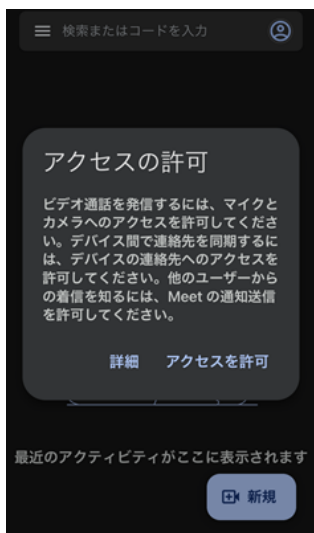 検索またはコードを入力
アクセスの許可
ビデオ通話を発信するには、マイクと
カメラへのアクセスを許可してくださ
い。デバイス間で連絡先を同期するに
は、デバイスの連絡先へのアクセスを
許可してください。他のユーザーから
の着信を知るには、Meet の通知送信
を許可してください。
詳細 アクセスを許可
最近のアクティビティがここに表示されます
新規